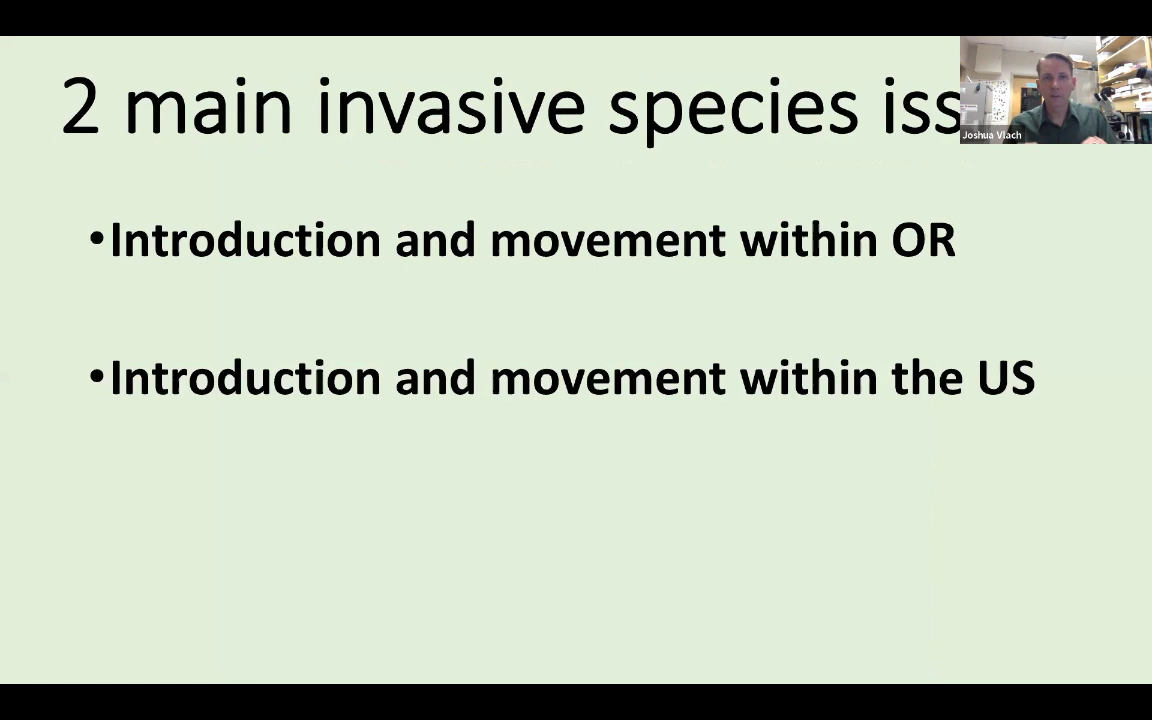 2 main invasive species iss
Joshua Vlach
•Introduction and movement within OR
•Introduction and movement within the US